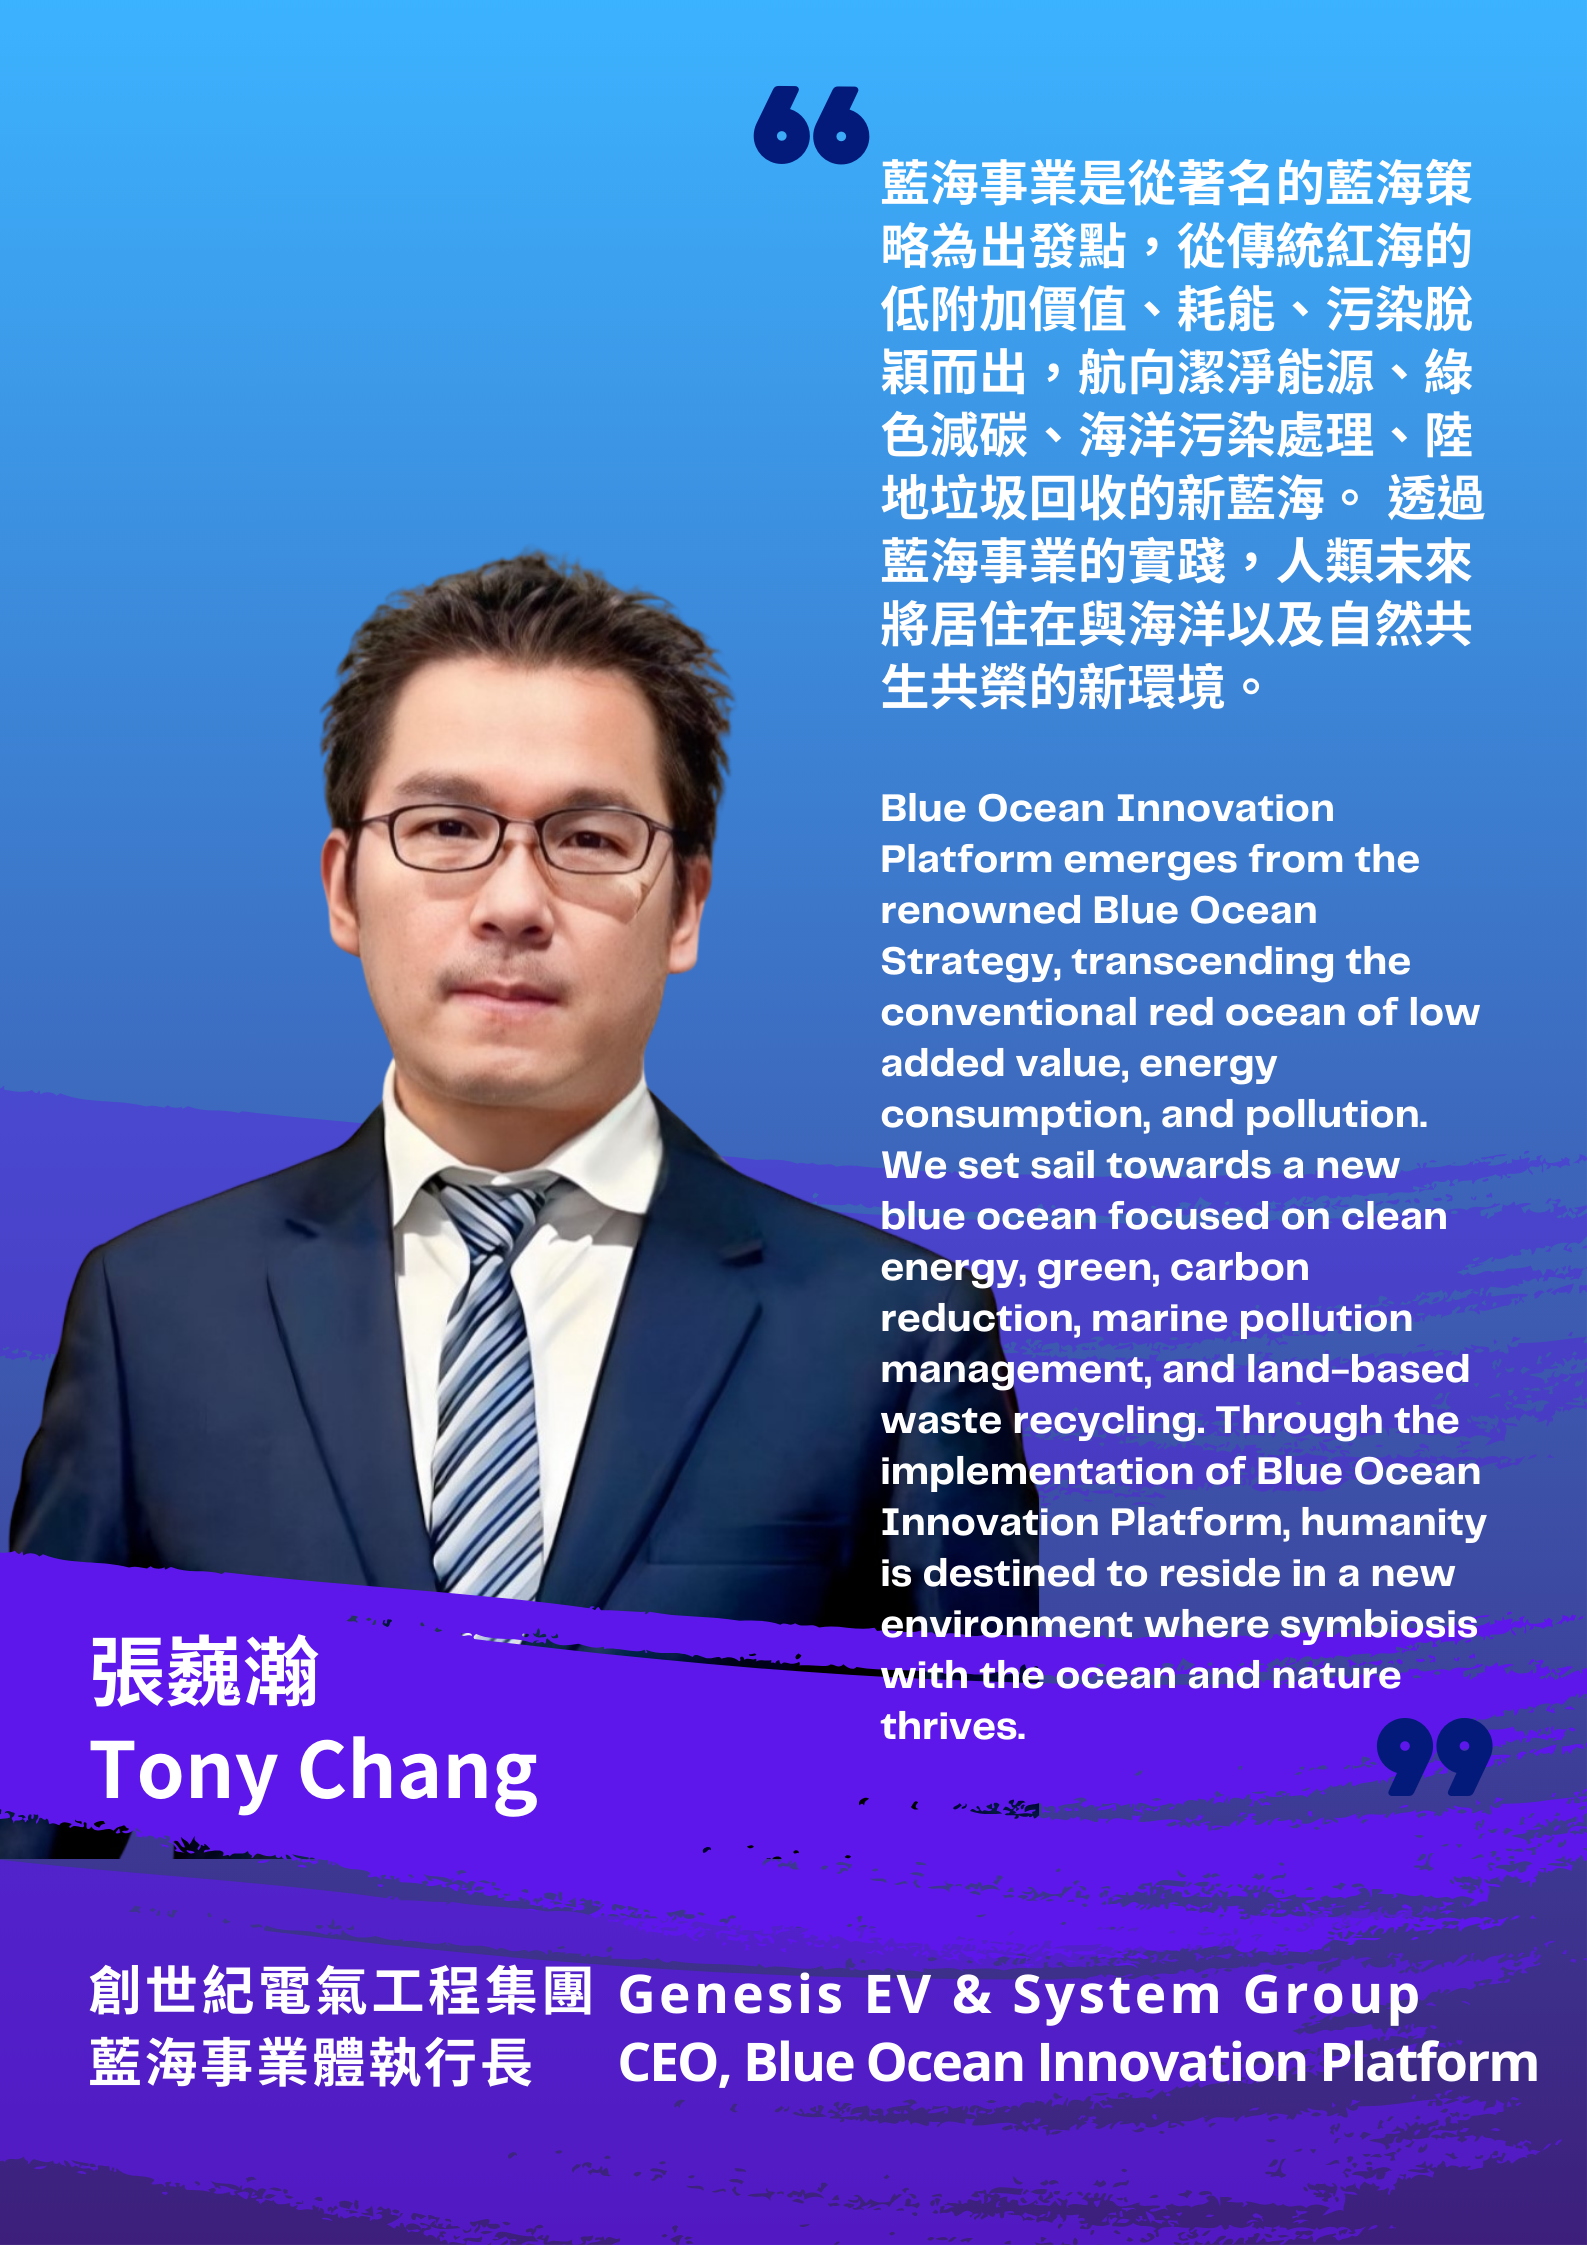 藍海事業是從著名的藍海策
略為出發點，從傳統紅海的
低附加價值、耗能、污染脫
穎而出，航向潔淨能源、綠
色減碳、海洋污染處理、陸
地垃圾回收的新藍海。 透過
藍海事業的實踐，人類未來
將居住在與海洋以及自然共
生共榮的新環境。
Blue Ocean Innovation
Platform emerges from the
renowned Blue Ocean
Strategy, transcending the
conventional red ocean of low
added value, energy
consumption, and pollution.
We set sail towards a new
blue ocean focused on clean
energy, green, carbon
reduction, marine pollution
management, and land-based
waste recycling. Through the
implementation of Blue Ocean
Innovation Platform, humanity
is destined to reside in a new
environment where symbiosis
with the ocean and nature
thrives.
張巍瀚
Tony Chang
創世紀電氣工程集團
藍海事業體執行長
Genesis EV & System Group
CEO, Blue Ocean Innovation Platform